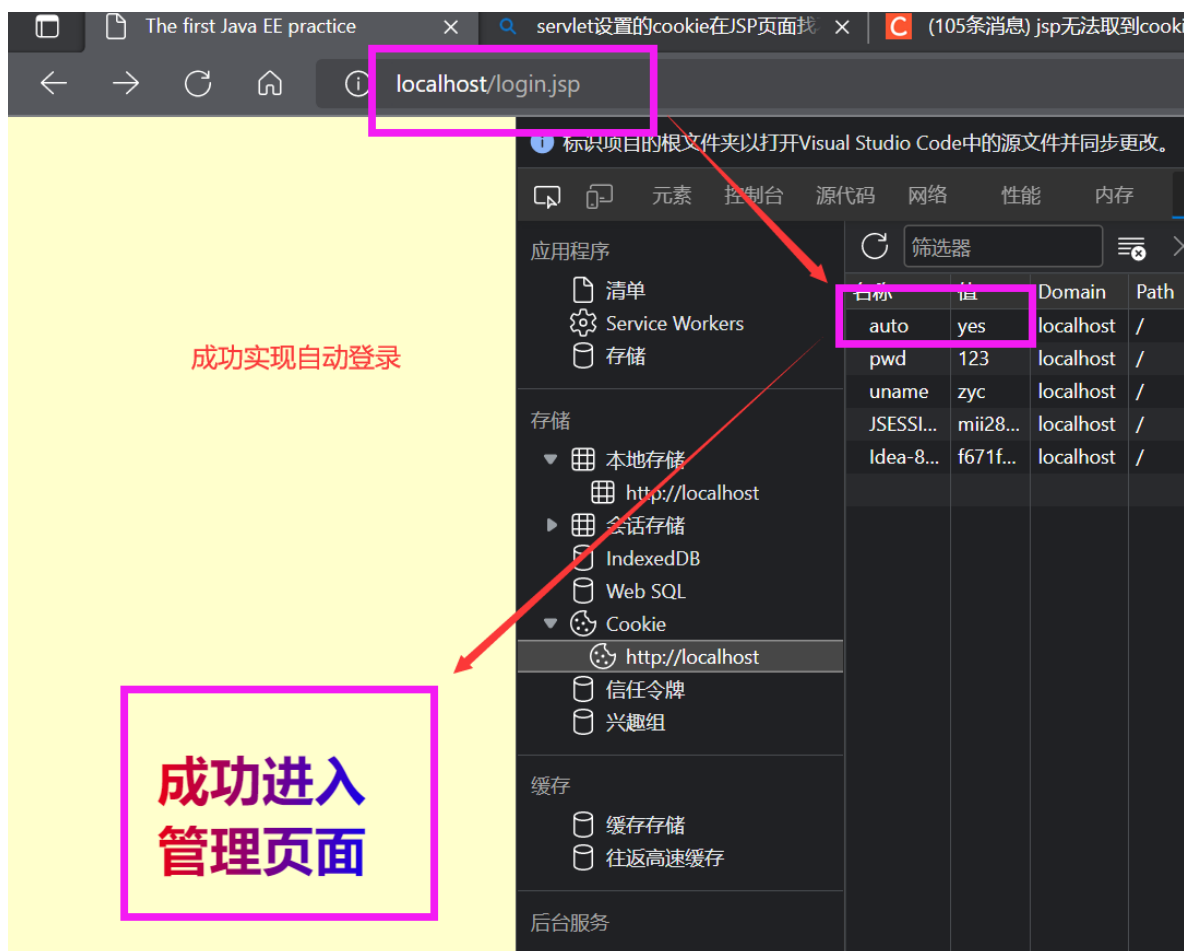 The first Java EE practice
servlet设置的cookie在JSP页面找
(105条消息) jsp无法取到cooki
localhost/login.jsp
标识项目的根文件夹以打开Visual Studio Code中的源文件并同步更改。
元素 控制台 源代码 网络 性能 内存
应用程序
清单
Service Workers
存储
存储
本地存储
http://localhost
会话存储
IndexedDB
Web SQL
Cookie
http://localhost
信任令牌
兴趣组
缓存
缓存存储
往返高速缓存
后台服务
筛选器
名称 值 Domain Path
auto yes localhost /
pwd 123 localhost /
uname zyc localhost /
JSESSI... mii28... localhost /
Idea-8... f671f... localhost /
成功实现自动登录
成功进入
管理页面